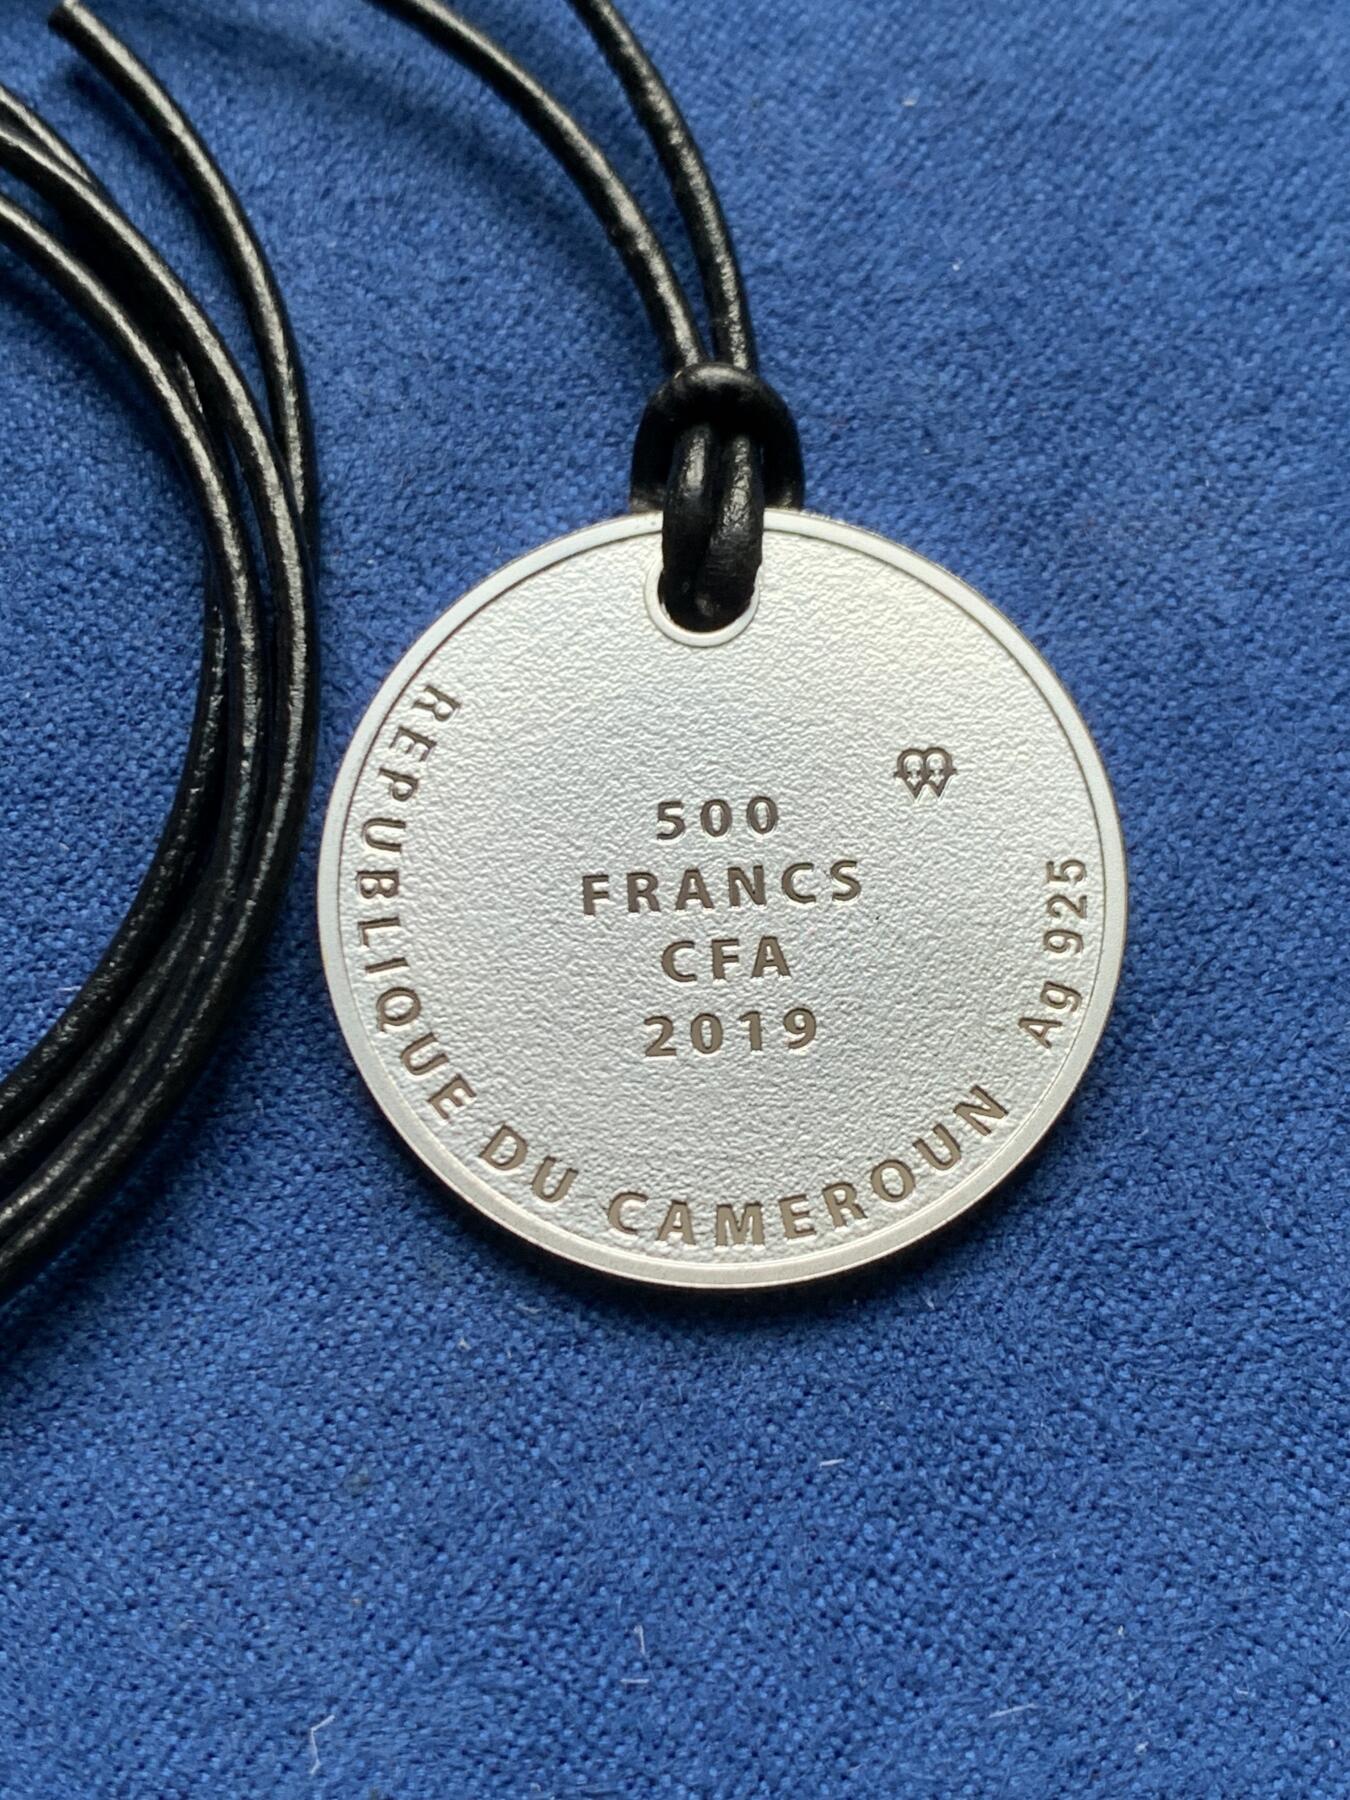 500
FRANCS
CFA
2019
REPUBLIQUE DU CAMEROUN
Ag 925